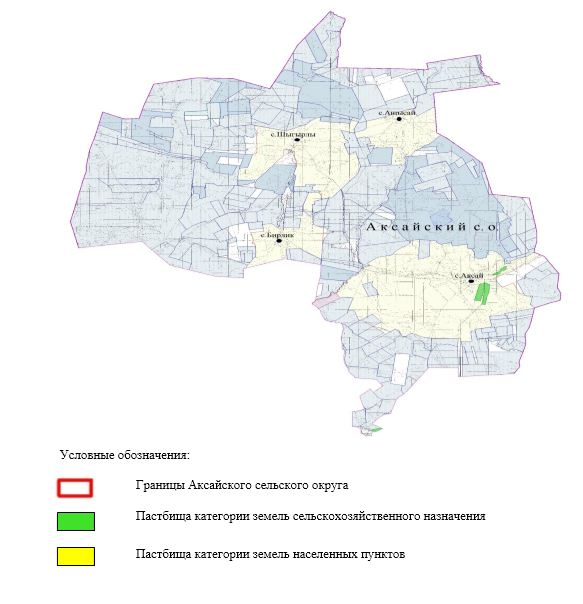 с.Аппысай
с.Шыгырлы
Аксайский с.о.
с.Бирлик
с.Аксай
Условные обозначения:
Границы Аксайского сельского округа
Пастбища категории земель сельскохозяйственного назначения
Пастбища категории земель населенных пунктов